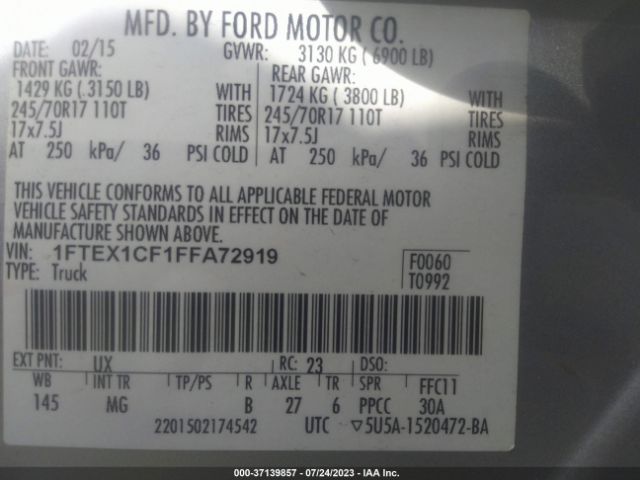 MFD. BY FORD MOTOR CO.
DATE: 02/15 GVWR: 3130 KG ( 6900 LB)
FRONT GAWR: REAR GAWR:
1429 KG ( .3150 LB) WITH 1724 KG ( 3800 LB) WITH
245/70R17 110T TIRES 245/70R17 110T TIRES
17x7.5J RIMS 17x7.5J RIMS
AT 250 kPa/ 36 PSI COLD AT 250 kPa/ 36 PSI COLD
THIS VEHICLE CONFORMS TO ALL APPLICABLE FEDERAL MOTOR
VEHICLE SAFETY STANDARDS IN EFFECT ON THE DATE OF
MANUFACTURE SHOWN ABOVE.
VIN: 1FTEX1CF1FFA72919 F0060
TYPE: Truck T0992
EXT PNT: UX RC: 23 DSO:
WB INT TR TP/PS R AXLE TR SPR FFC11
145 MG B 27 6 PPCC 30A
2201502174542 UTC ▽5U5A-1520472-BA
000-37139857 - 07/24/2023 - IAA Inc.